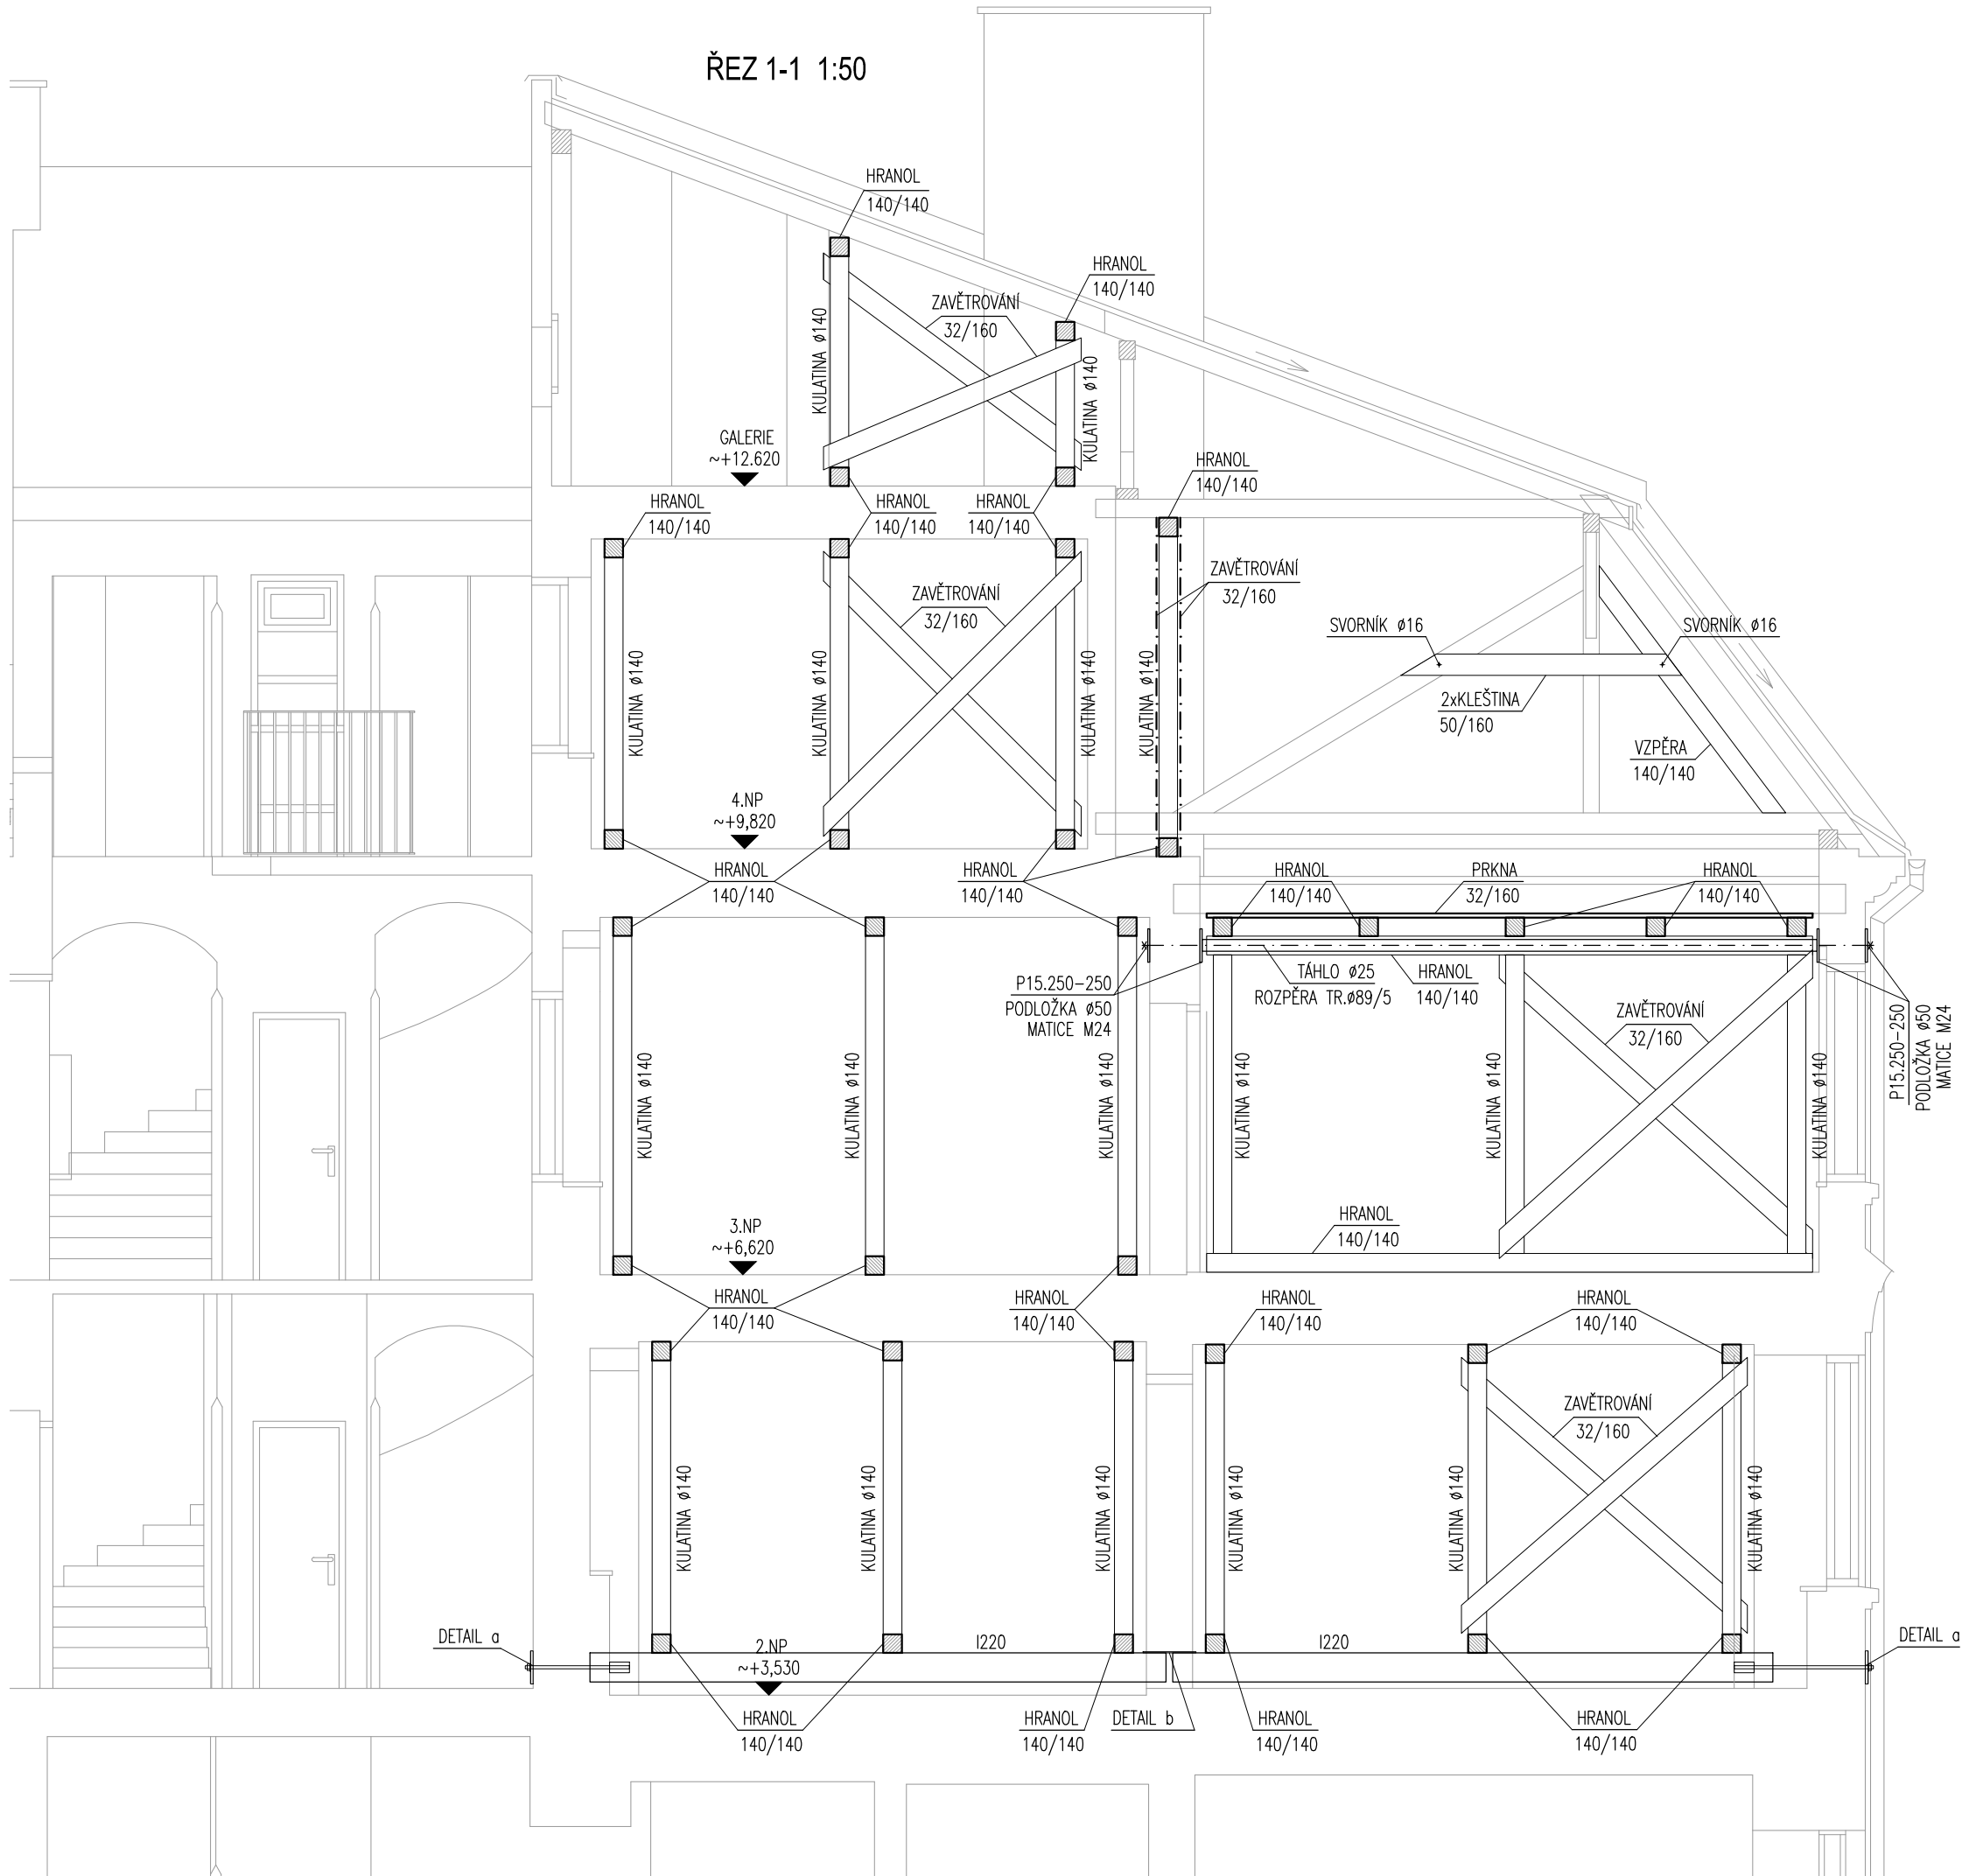 ŘEZ 1-1 1:50
HRANOL
140/140
HRANOL
140/140
ZAVĚTROVÁNÍ
32/160
KULATINA ø140
KULATINA ø140
GALERIE
~+12.620
HRANOL
140/140
HRANOL
140/140
HRANOL
140/140
HRANOL
140/140
ZAVĚTROVÁNÍ
32/160
ZAVĚTROVÁNÍ
32/160
SVORNÍK ø16
SVORNÍK ø16
KULATINA ø140
KULATINA ø140
KULATINA ø140
KULATINA ø140
2xKLEŠTINA
50/160
VZPĚRA
140/140
4.NP
~+9,820
HRANOL
140/140
HRANOL
140/140
HRANOL
140/140
PRKNA
32/160
HRANOL
140/140
P15.250-250
PODLOŽKA ø50
MATICE M24
TÁHLO ø25
ROZPĚRA TR.ø89/5
HRANOL
140/140
ZAVĚTROVÁNÍ
32/160
P15.250-250
PODLOŽKA ø50
MATICE M24
KULATINA ø140
KULATINA ø140
KULATINA ø140
KULATINA ø140
KULATINA ø140
KULATINA ø140
3.NP
~+6,620
HRANOL
140/140
HRANOL
140/140
HRANOL
140/140
HRANOL
140/140
HRANOL
140/140
ZAVĚTROVÁNÍ
32/160
KULATINA ø140
KULATINA ø140
KULATINA ø140
KULATINA ø140
KULATINA ø140
KULATINA ø140
DETAIL a
2.NP
~+3,530
I220
I220
DETAIL a
HRANOL
140/140
HRANOL
140/140
DETAIL b
HRANOL
140/140
HRANOL
140/140